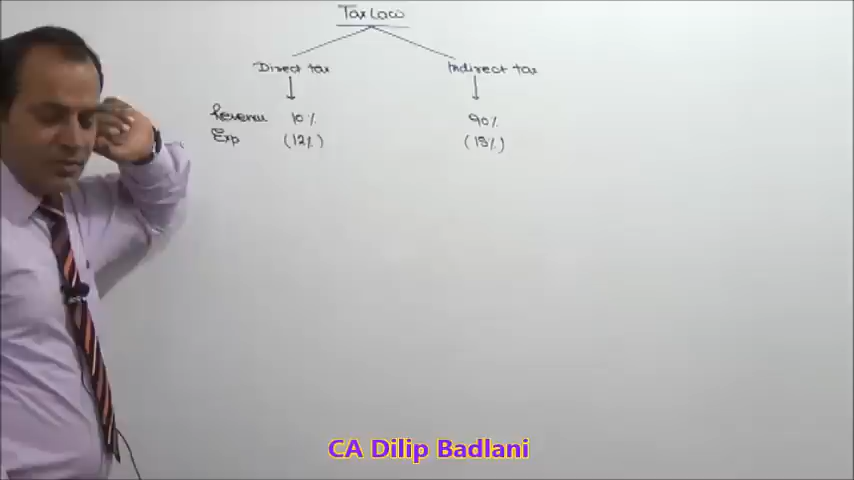 Tax Law
Direct tax Indirect tax
Revenue 10% 90%
Exp (12%) (18%)
CA Dilip Badlani